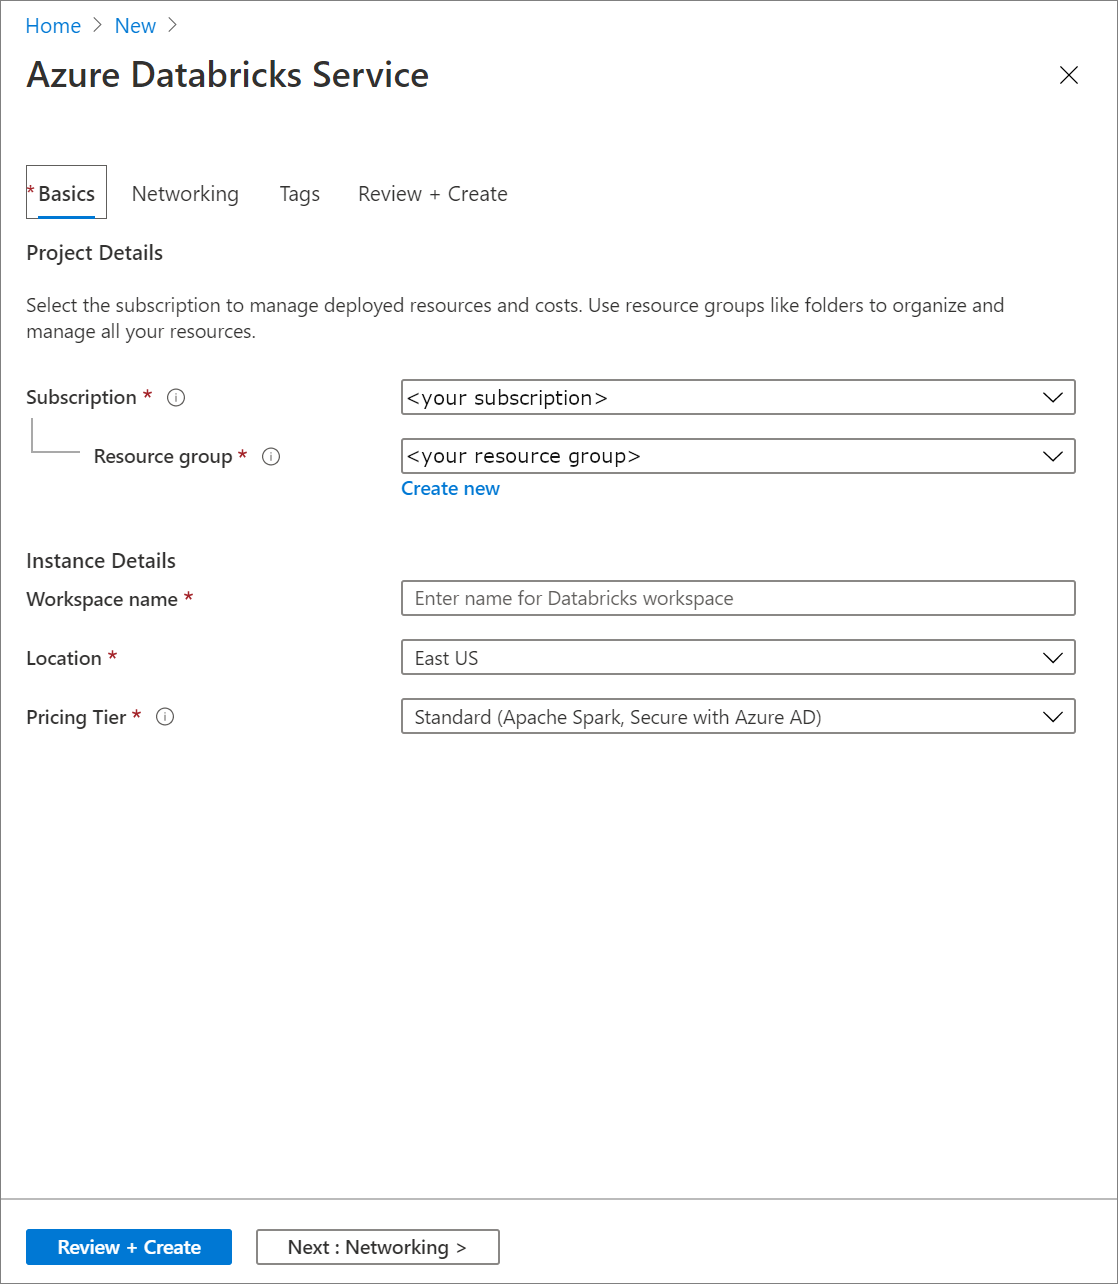 Home > New >
Azure Databricks Service
* Basics Networking Tags Review + Create
Project Details
Select the subscription to manage deployed resources and costs. Use resource groups like folders to organize and
manage all your resources.
Subscription * <your subscription>
Resource group * <your resource group>
Create new
Instance Details
Workspace name * Enter name for Databricks workspace
Location * East US
Pricing Tier * Standard (Apache Spark, Secure with Azure AD)
Review + Create Next : Networking >